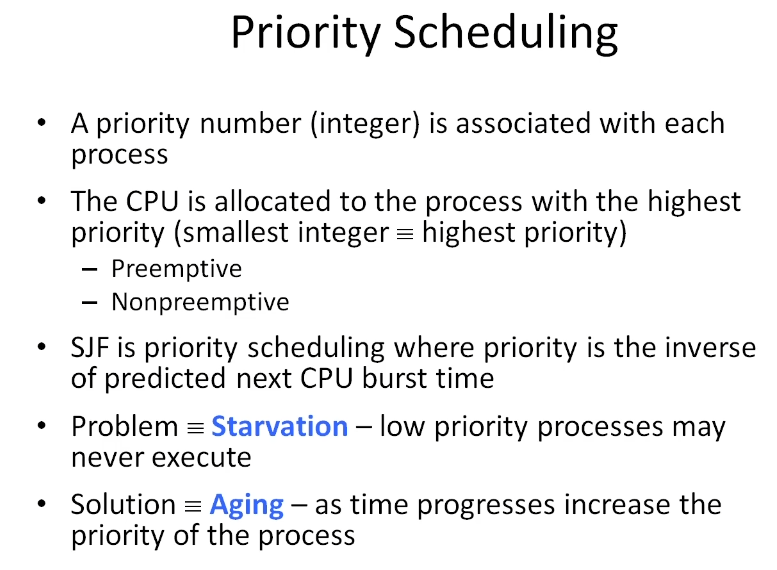 Priority Scheduling
• A priority number (integer) is associated with each
process
• The CPU is allocated to the process with the highest
priority (smallest integer ≡ highest priority)
– Preemptive
– Nonpreemptive
• SJF is priority scheduling where priority is the inverse
of predicted next CPU burst time
• Problem ≡ Starvation – low priority processes may
never execute
• Solution ≡ Aging – as time progresses increase the
priority of the process